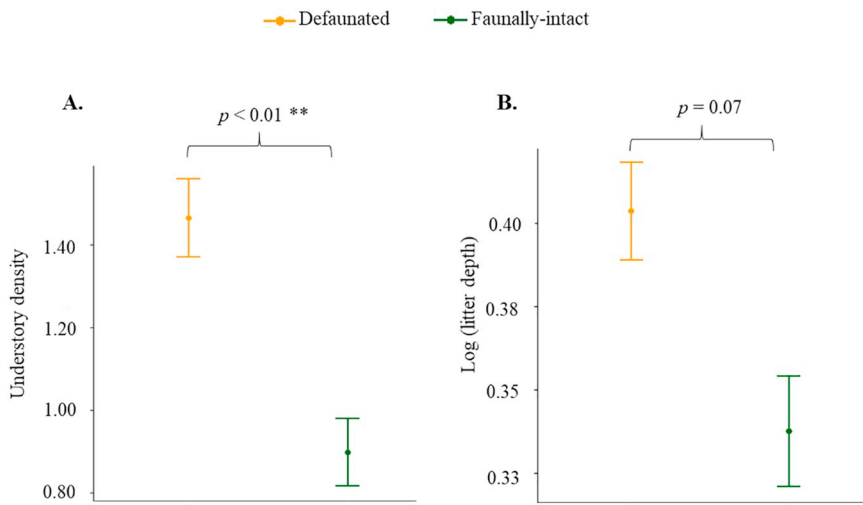 Defaunated Faunally-intact
A.
p < 0.01 **
Understory density
1.40
1.20
1.00
0.80
B.
p = 0.07
Log (litter depth)
0.40
0.38
0.35
0.33